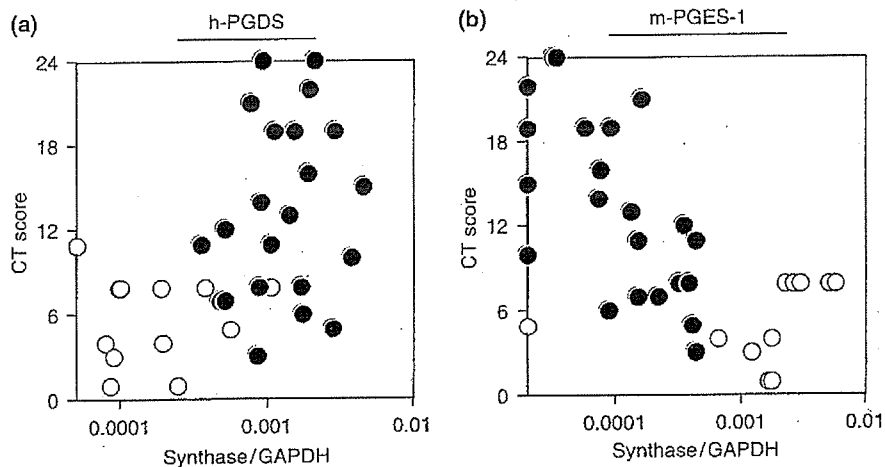 (a)
h-PGDS
24
18
12
6
0
CT score
0.0001
0.001
0.01
Synthase/GAPDH
(b)
m-PGES-1
24
18
12
6
0
CT score
0.0001
0.001
0.01
Synthase/GAPDH